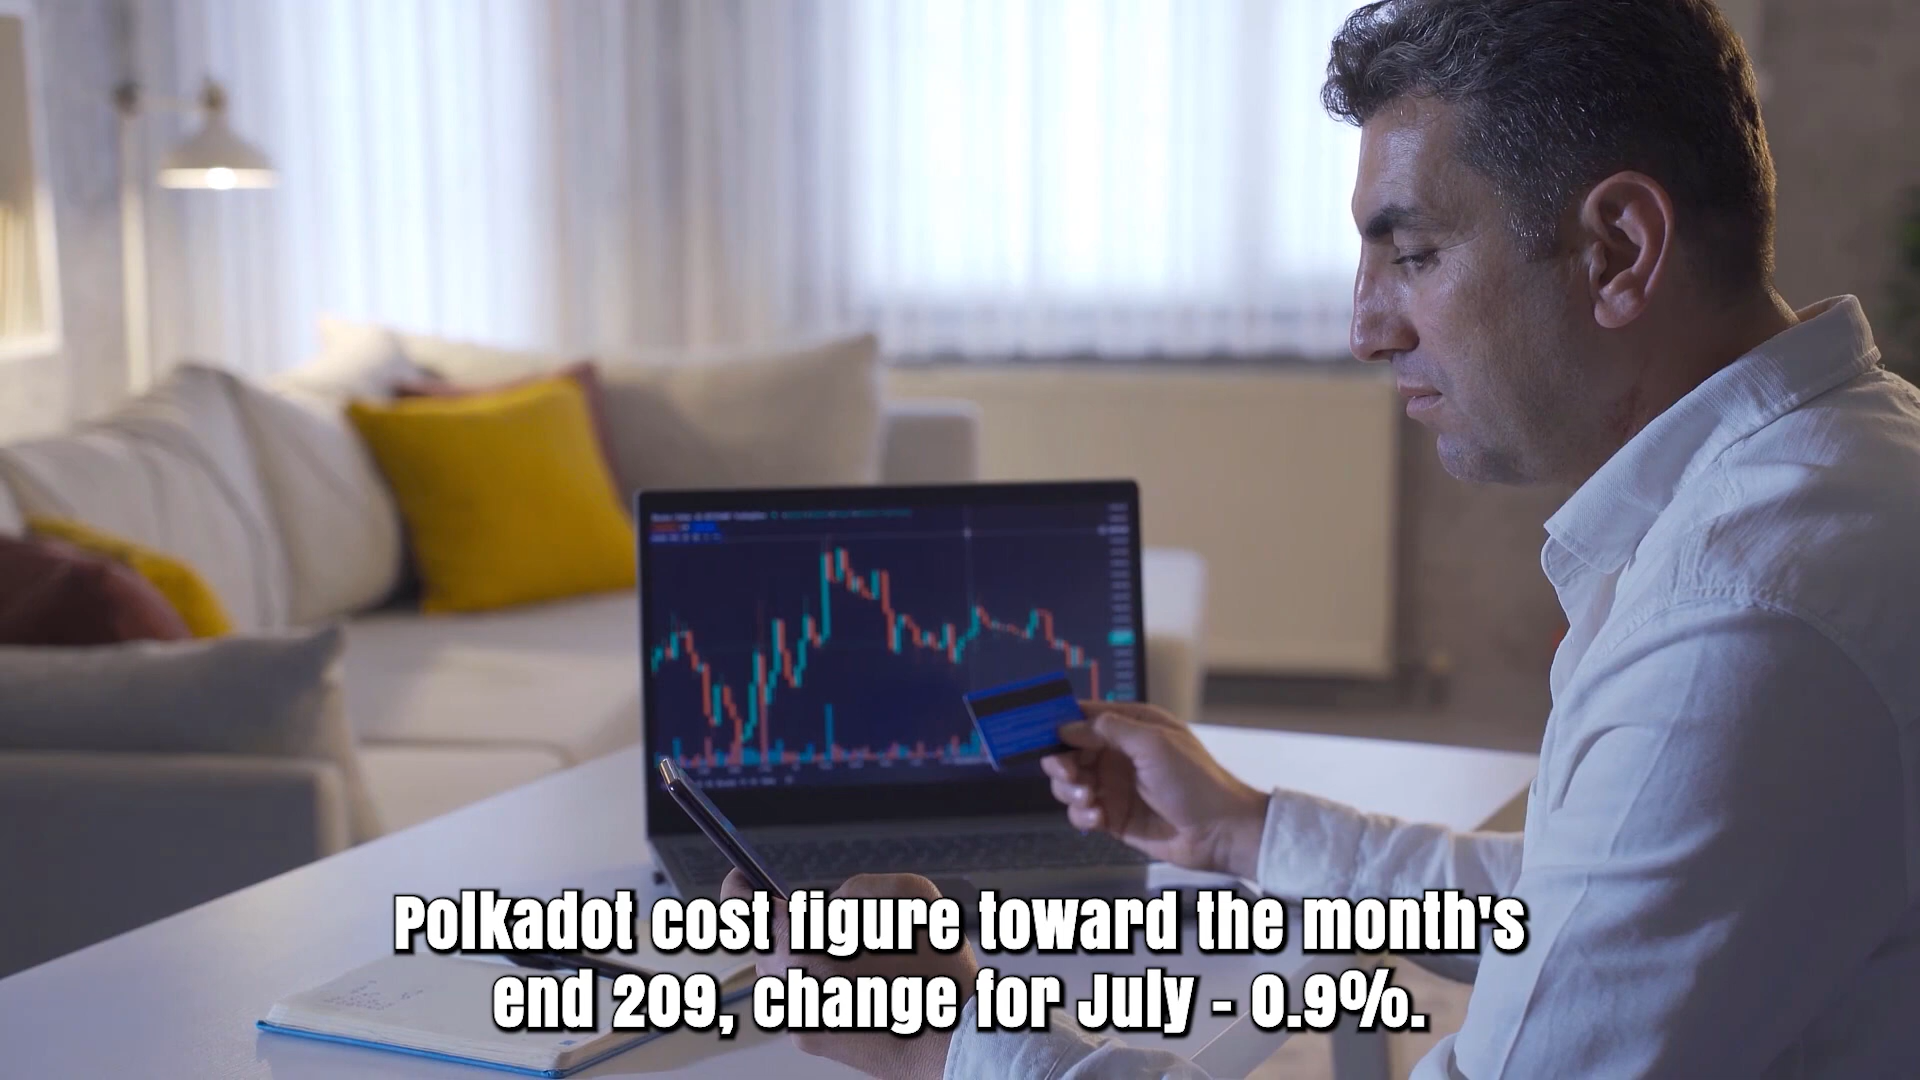 Polkadot cost figure toward the month's
end 209, change for July - 0.9%.